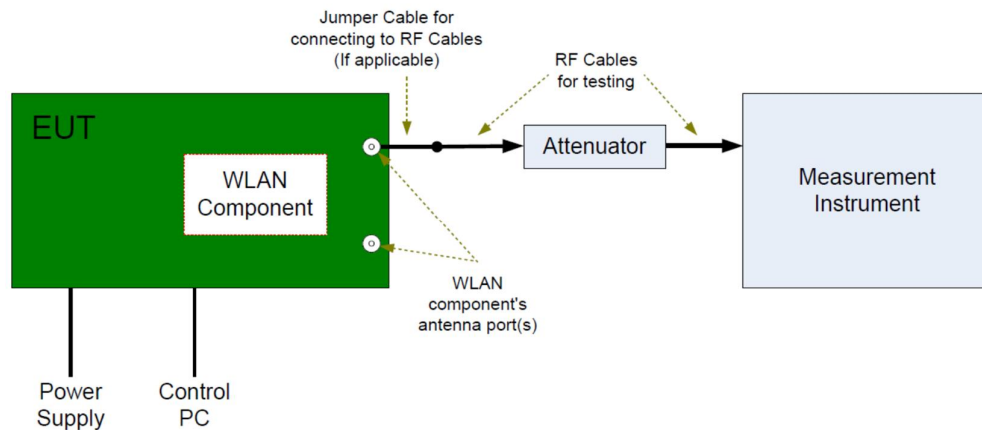 Jumper Cable for
connecting to RF Cables
(If applicable)
RF Cables
for testing
EUT
WLAN
Component
Attenuator
Measurement
Instrument
WLAN
component's
antenna port(s)
Power
Supply
Control
PC